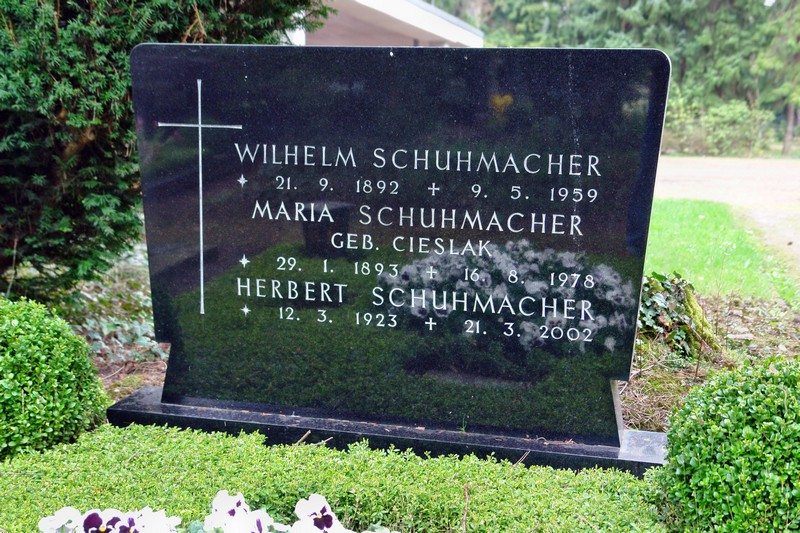 WILHELM SCHUHMACHER
✦ 21. 9. 1892 ✝ 9. 5. 1959
MARIA SCHUHMACHER
GEB. CIESLAK
✦ 29. 1. 1893 ✝ 16. 8. 1978
HERBERT SCHUHMACHER
✦ 12. 3. 1923 ✝ 21. 3. 2002